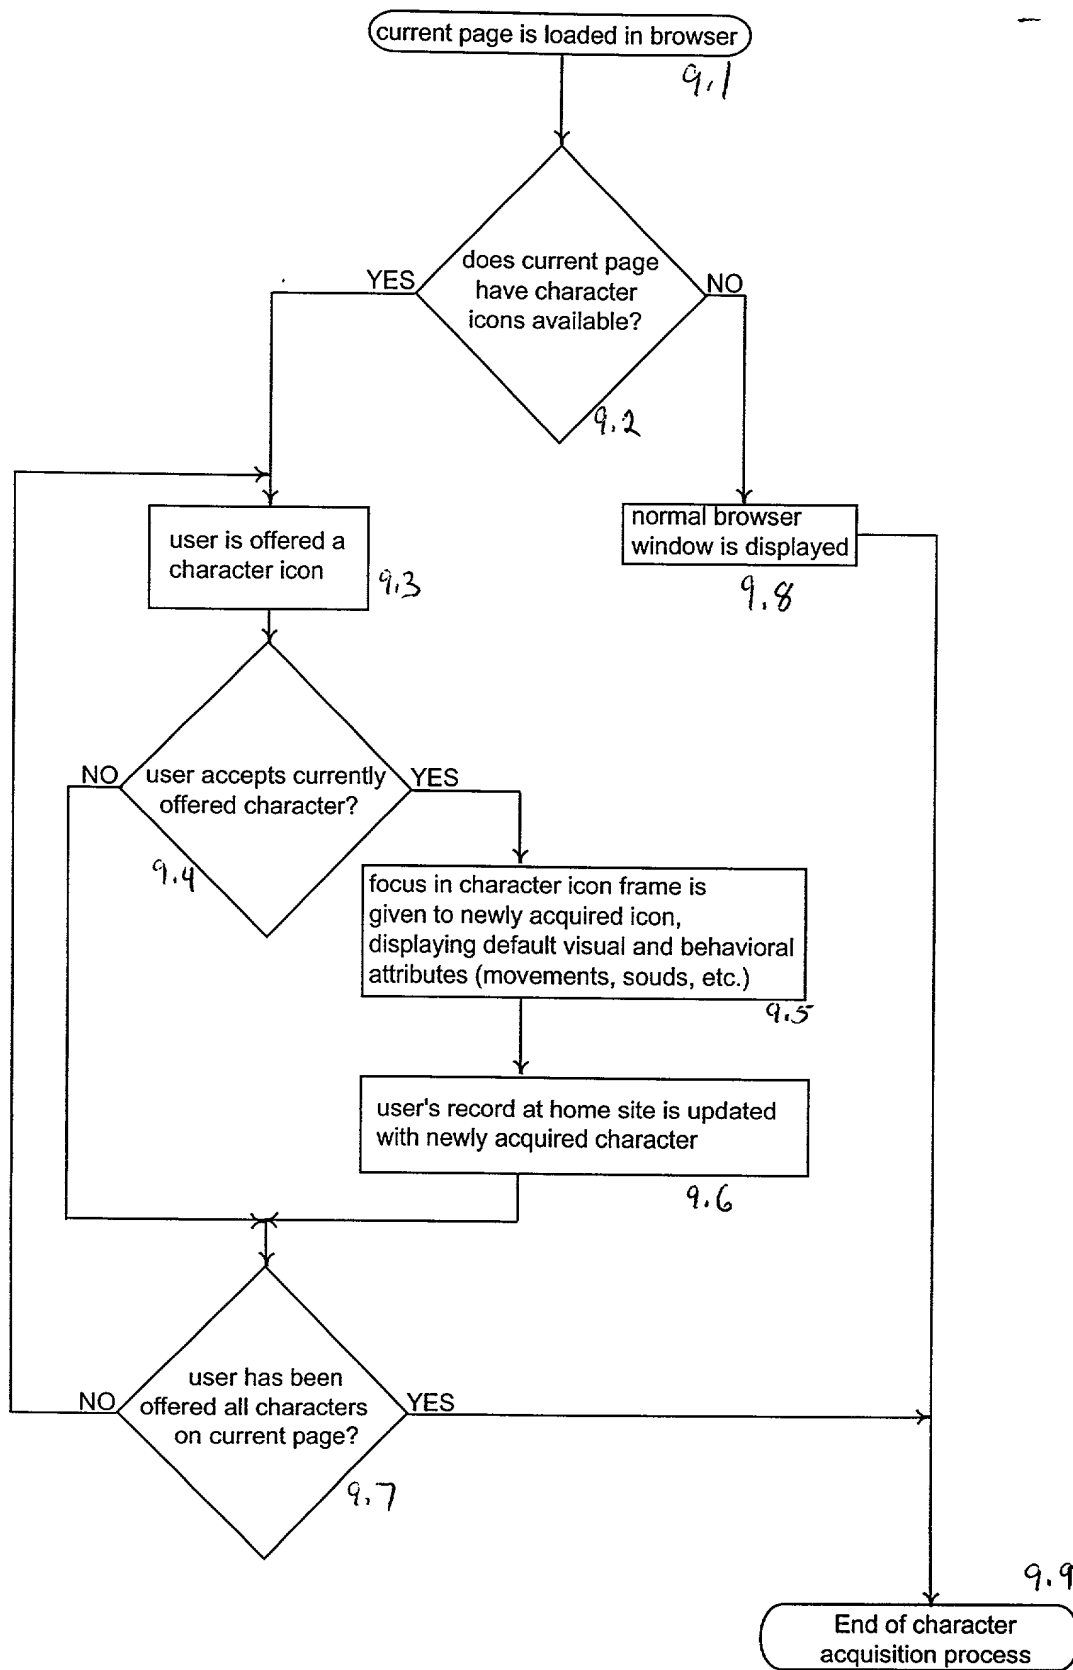 current page is loaded in browser
9.1
does current page
have character
icons available?
YES
NO
9.2
user is offered a
character icon
9.3
normal browser
window is displayed
9.8
user accepts currently
offered character?
NO
YES
9.4
focus in character icon frame is
given to newly acquired icon,
displaying default visual and behavioral
attributes (movements, souds, etc.)
9.5
user's record at home site is updated
with newly acquired character
9.6
user has been
offered all characters
on current page?
NO
YES
9.7
9.9
End of character
acquisition process